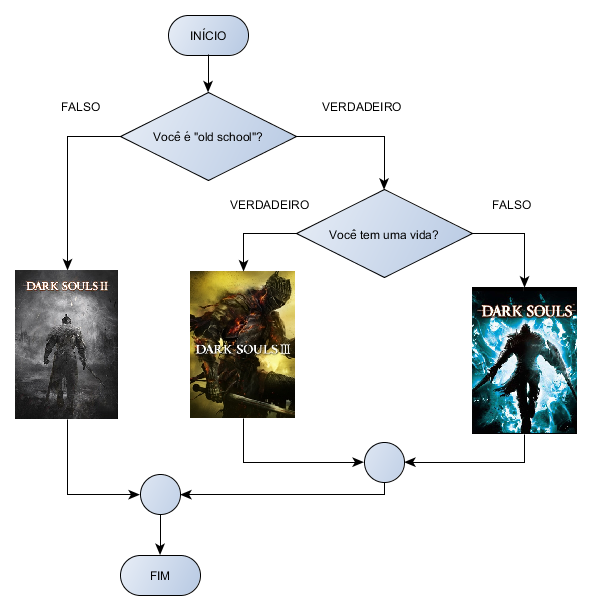 INÍCIO
FALSO
VERDADEIRO
Você é "old school"?
VERDADEIRO
FALSO
Você tem uma vida?
DARK SOULS II
DARK SOULS III
DARK SOULS
FIM